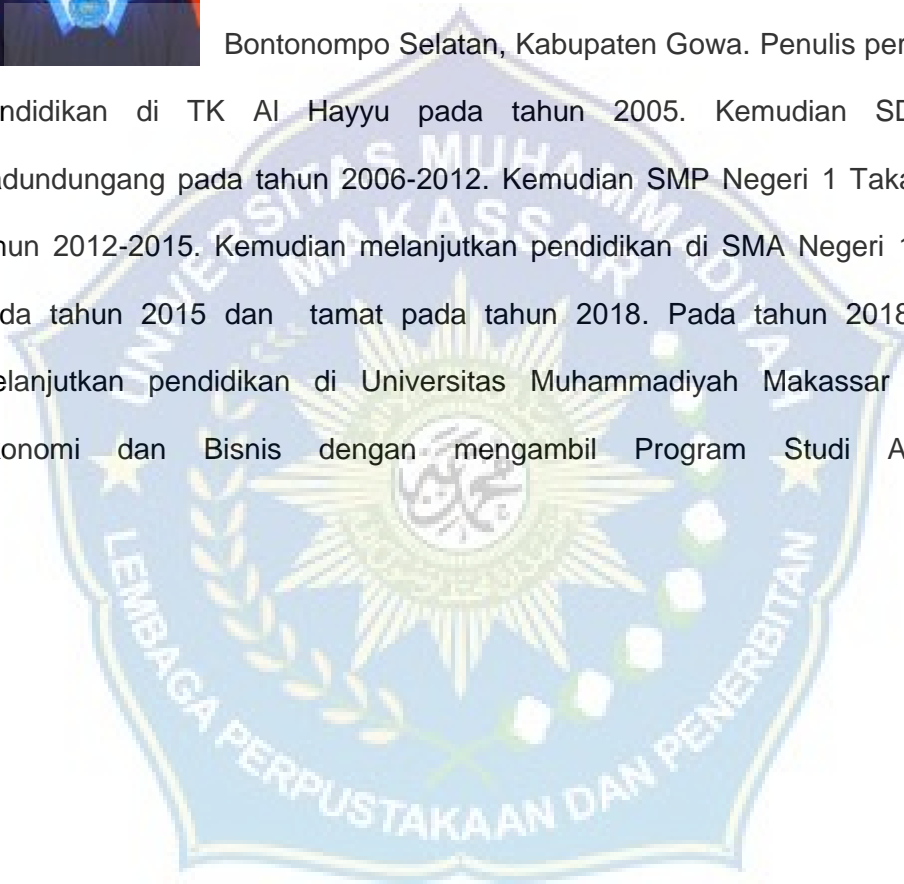 Bontonompo Selatan, Kabupaten Gowa. Penulis per
ndidikan di TK Al Hayyu pada tahun 2005. Kemudian SD
adundungang pada tahun 2006-2012. Kemudian SMP Negeri 1 Taka
hun 2012-2015. Kemudian melanjutkan pendidikan di SMA Negeri 1
da tahun 2015 dan tamat pada tahun 2018. Pada tahun 2018
elanjutkan pendidikan di Universitas Muhammadiyah Makassar
konomi dan Bisnis dengan mengambil Program Studi A
UNIVERSITAS MUHAMMADIYAH
MAKASSAR
LEMBAGA PERPUSTAKAAN DAN PENERBITAN